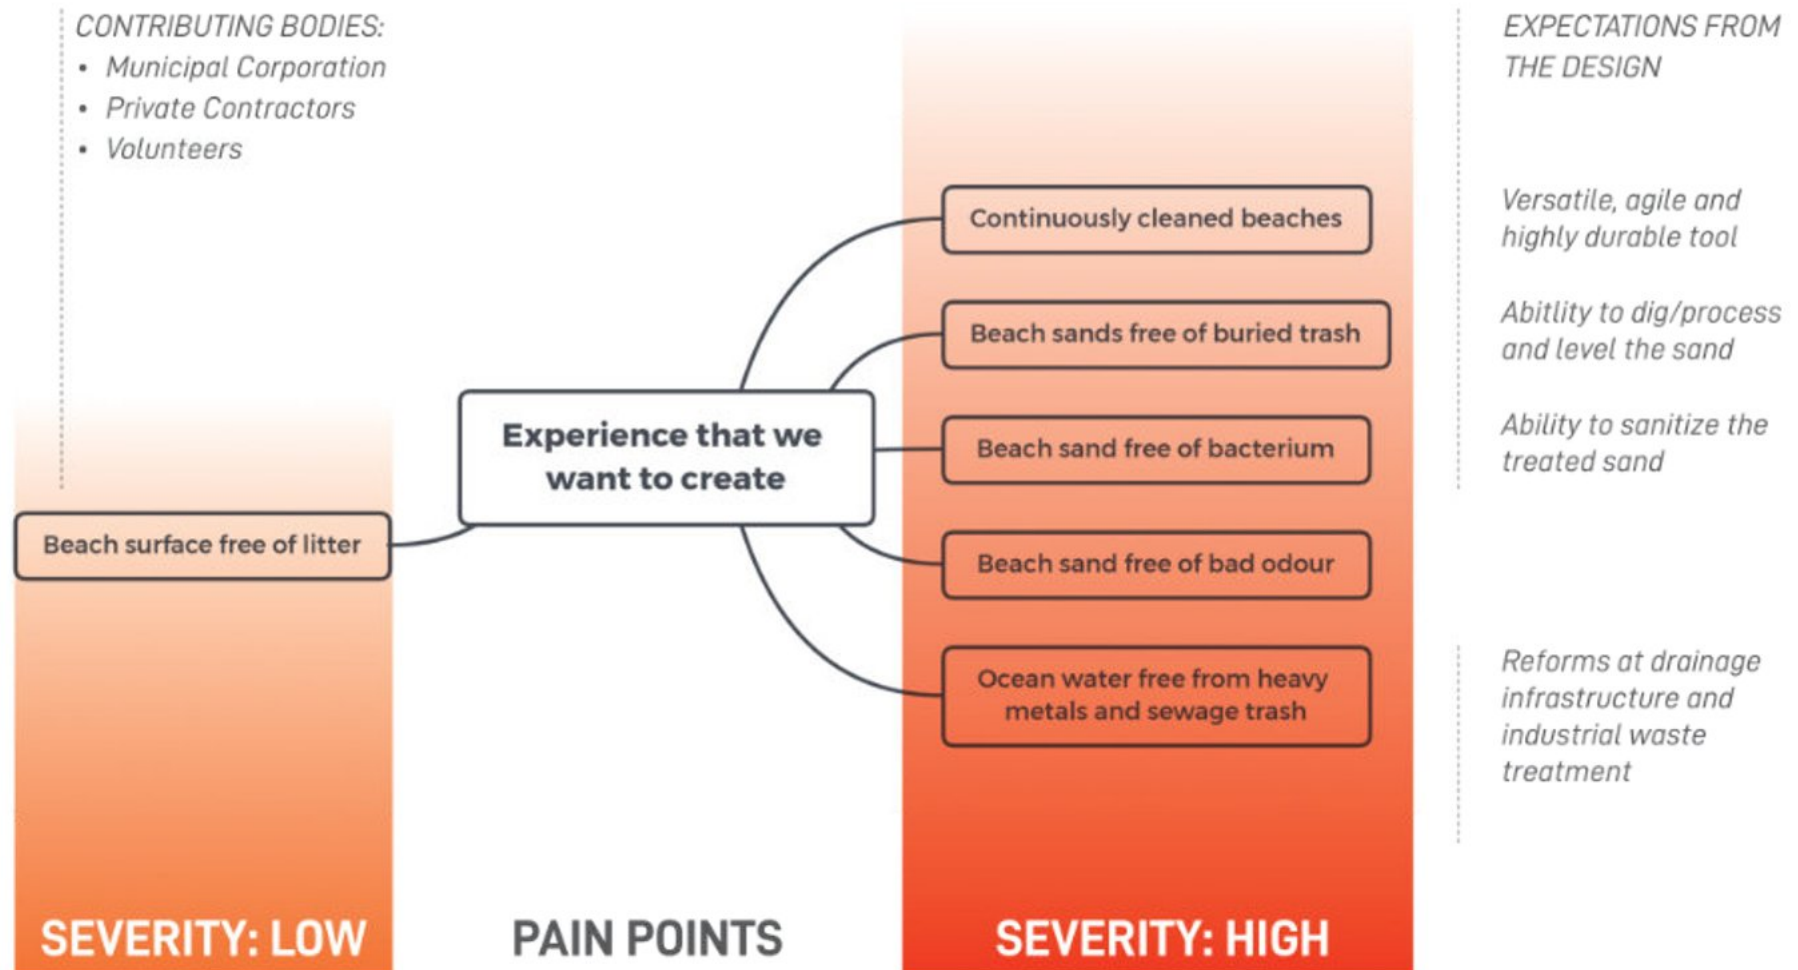 CONTRIBUTING BODIES:
• Municipal Corporation
• Private Contractors
• Volunteers
Beach surface free of litter
SEVERITY: LOW
Experience that we
want to create
PAIN POINTS
Continuously cleaned beaches
Beach sands free of buried trash
Beach sand free of bacterium
Beach sand free of bad odour
Ocean water free from heavy
metals and sewage trash
SEVERITY: HIGH
EXPECTATIONS FROM
THE DESIGN
Versatile, agile and
highly durable tool
Abitlity to dig/process
and level the sand
Ability to sanitize the
treated sand
Reforms at drainage
infrastructure and
industrial waste
treatment